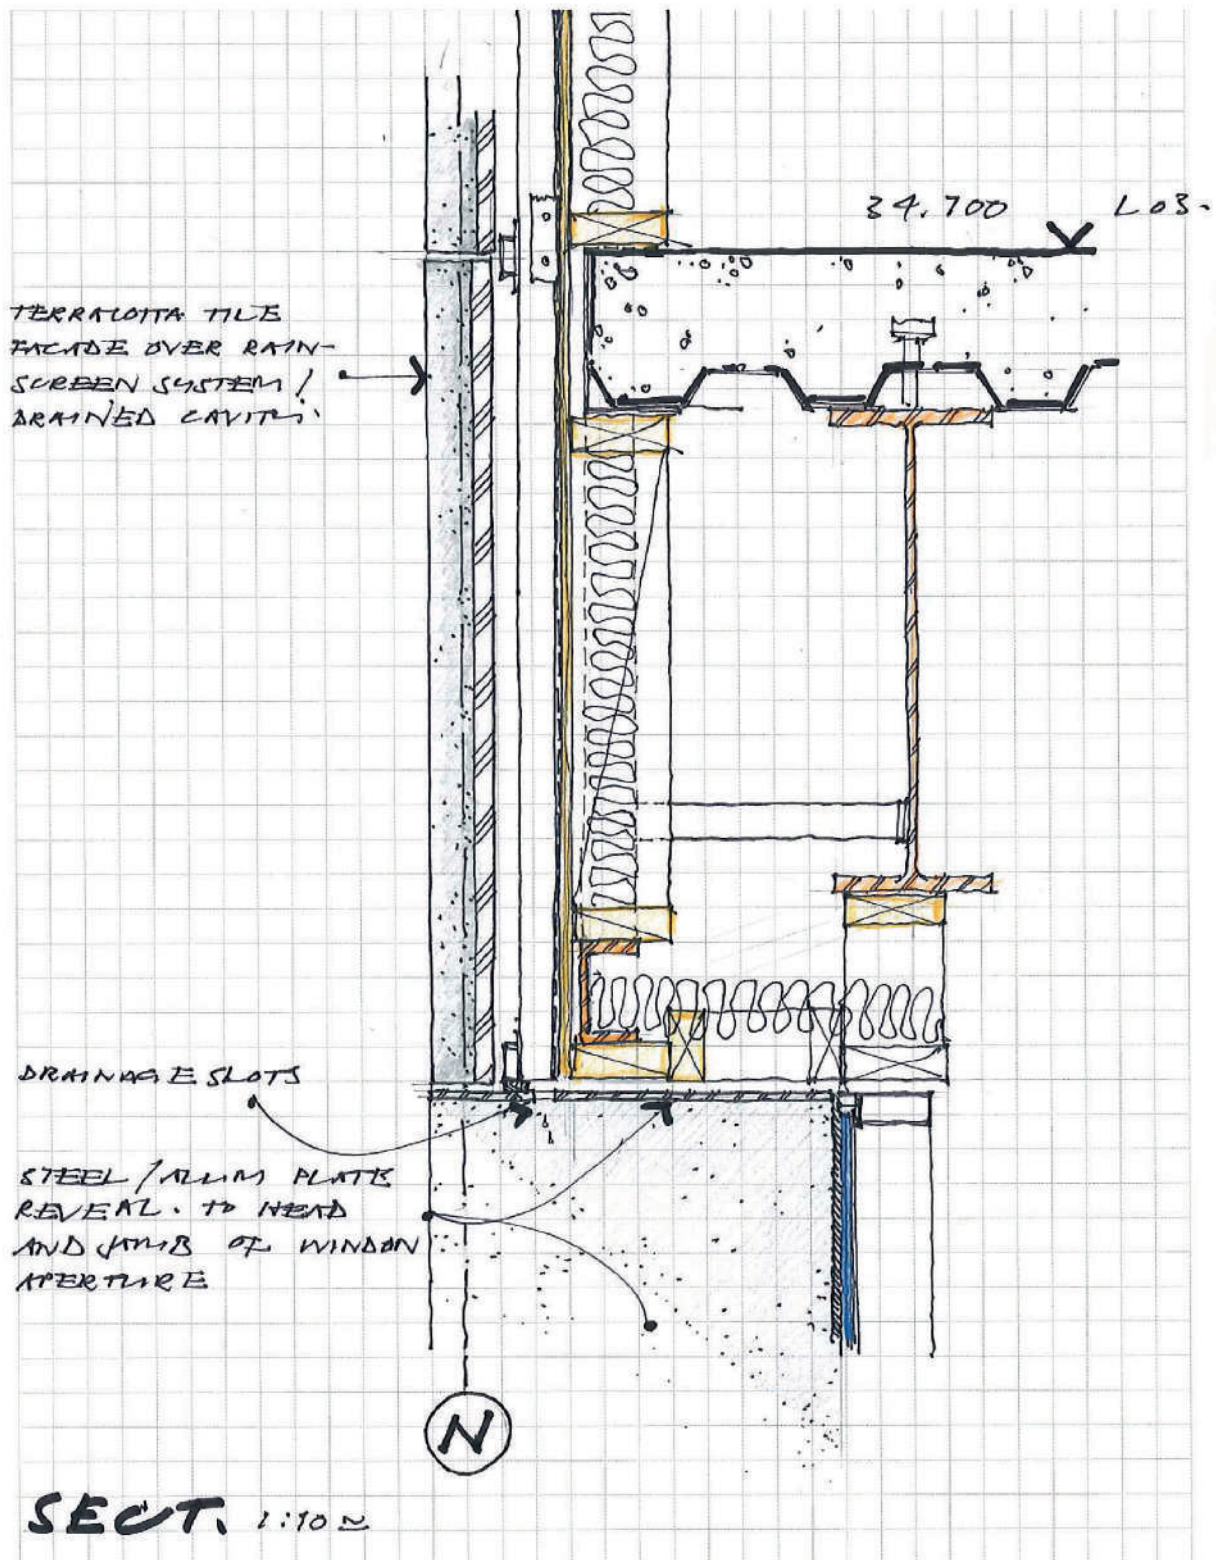 34.700 L03.
TERRACOTTA TILE
FACADE OVER RAIN-
SCREEN SYSTEM /
DRAINED CAVITY.
DRAINAGE SLOTS
STEEL / ALUM PLATE
REVEAL. TO HEAD
AND JAMB OF WINDOW
APERTURE
N
SECT. 1:10 ~